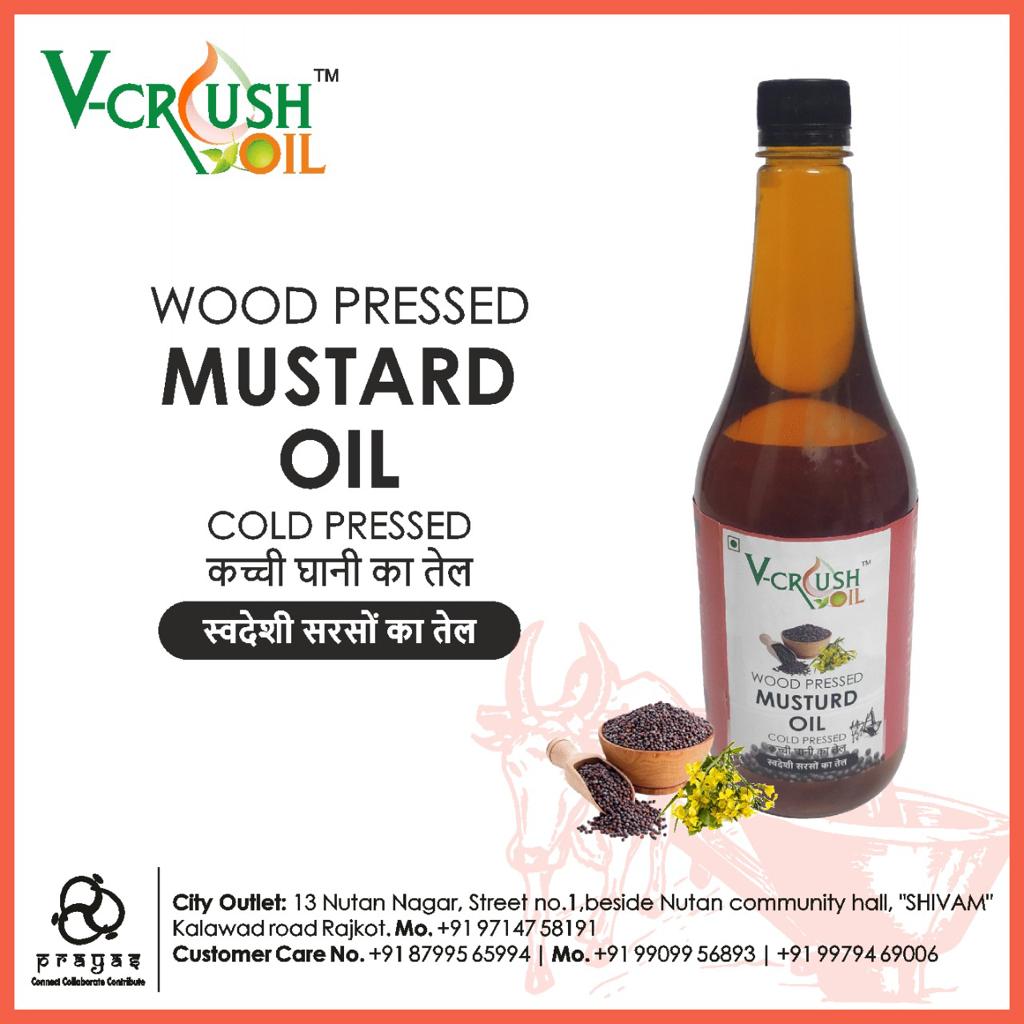 V-CRUSH™
OIL
WOOD PRESSED
MUSTARD
OIL
COLD PRESSED
कच्ची घानी का तेल
स्वदेशी सरसों का तेल
V-CRUSH™
OIL
WOOD PRESSED
MUSTURD
OIL
COLD PRESSED
कच्ची घानी का तेल
स्वदेशी सरसों का तेल
prayas
Connect Collaborate Contribute
City Outlet: 13 Nutan Nagar, Street no.1,beside Nutan community hall, "SHIVAM"
Kalawad road Rajkot. Mo. +91 97147 58191
Customer Care No. +91 87995 65994 | Mo. +91 99099 56893 | +91 99794 69006